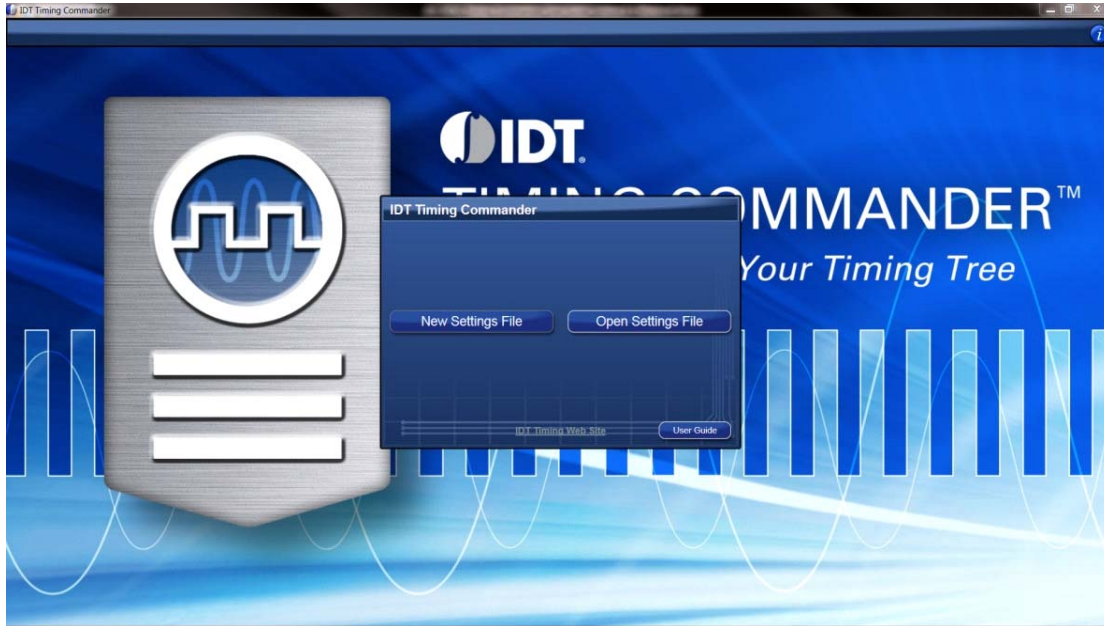 IDT Timing Commander
i
IDT®
MMANDER™
Your Timing Tree
IDT Timing Commander
New Settings File
Open Settings File
IDT Timing Web Site
User Guide